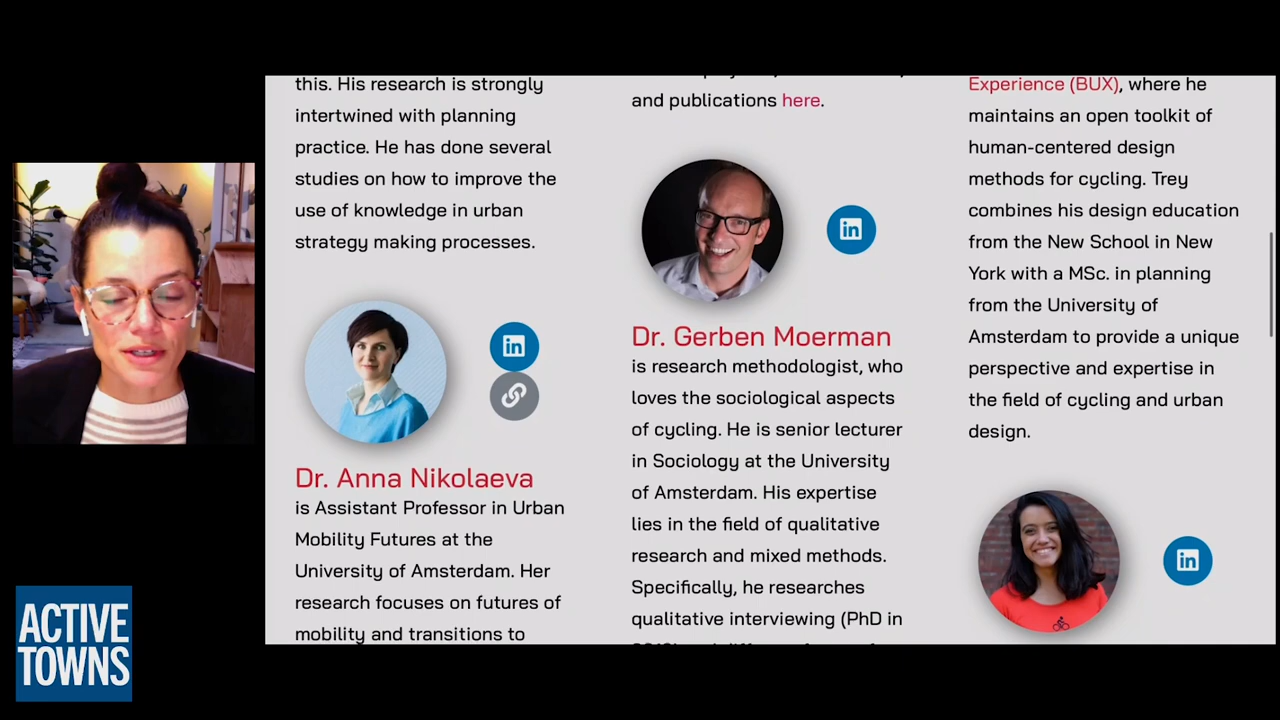 this. His research is strongly
intertwined with planning
practice. He has done several
studies on how to improve the
use of knowledge in urban
strategy making processes.
Dr. Anna Nikolaeva
is Assistant Professor in Urban
Mobility Futures at the
University of Amsterdam. Her
research focuses on futures of
mobility and transitions to
and publications here.
in
in
Dr. Gerben Moerman
is research methodologist, who
loves the sociological aspects
of cycling. He is senior lecturer
in Sociology at the University
of Amsterdam. His expertise
lies in the field of qualitative
research and mixed methods.
Specifically, he researches
qualitative interviewing (PhD in
Experience (BUX), where he
maintains an open toolkit of
human-centered design
methods for cycling. Trey
combines his design education
from the New School in New
York with a MSc. in planning
from the University of
Amsterdam to provide a unique
perspective and expertise in
the field of cycling and urban
design.
in
ACTIVE
TOWNS